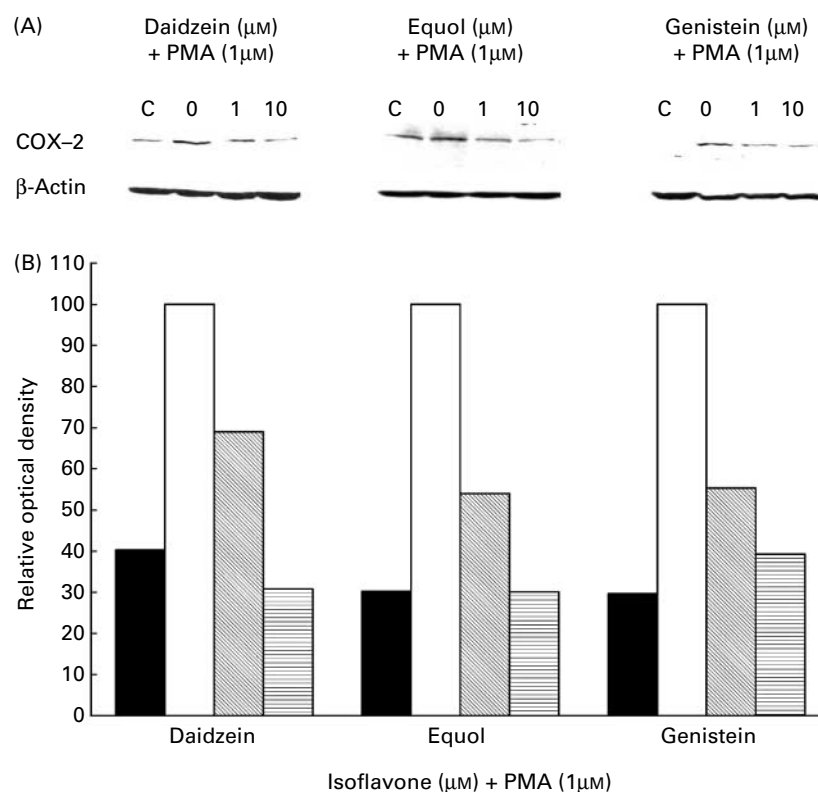 (A)
Daidzein (μM)
+ PMA (1μM)
Equol (μM)
+ PMA (1μM)
Genistein (μM)
+ PMA (1μM)
C 0 1 10
C 0 1 10
C 0 1 10
COX–2
β-Actin
(B)
110
100
90
80
70
60
50
40
30
20
10
0
Relative optical density
Daidzein
Equol
Genistein
Isoflavone (μM) + PMA (1μM)